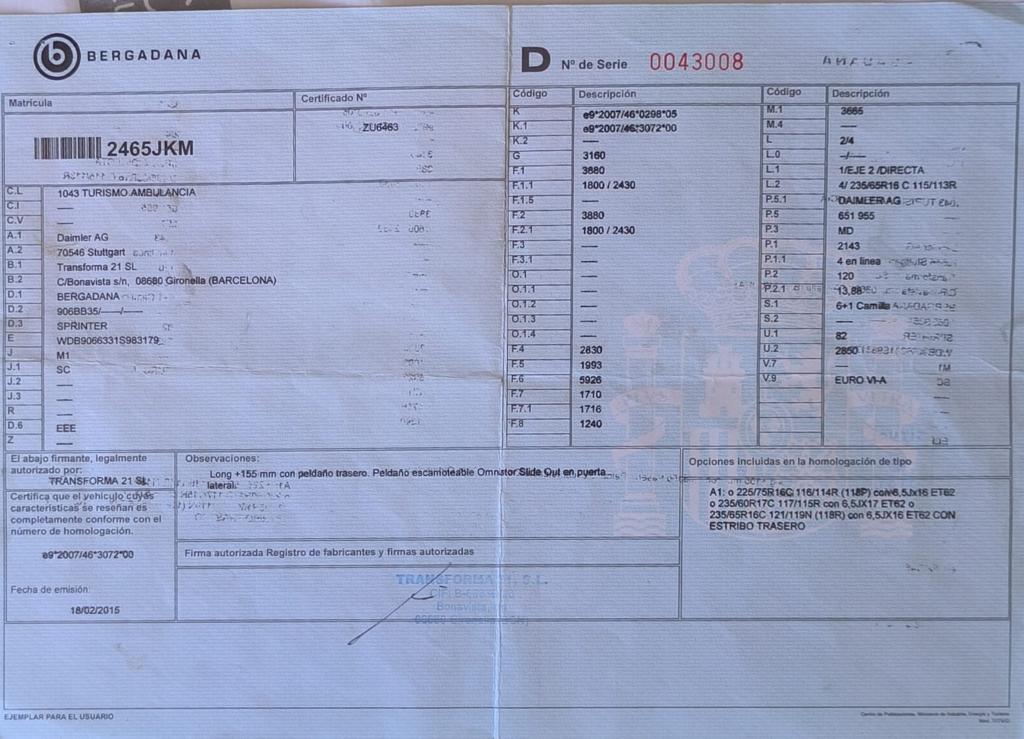 BERGADANA
D Nº de Serie 0043008
Matrícula
Certificado Nº
2465JKM
ZU6463
C.L 1043 TURISMO AMBULANCIA
C.I ----
C.V ----
A.1 Daimler AG
A.2 70546 Stuttgart
B.1 Transforma 21 SL
B.2 C/Bonavista s/n, 08680 Gironella (BARCELONA)
D.1 BERGADANA
D.2 906BB35/----/----
D.3 SPRINTER
E WDB9066331S983179
J M1
J.1 SC
J.2 ----
J.3 ----
R ----
D.6 EEE
Z ----
Código Descripción
K e9*2007/46*0298*05
K.1 e9*2007/46*3072*00
K.2 ----
G 3160
F.1 3880
F.1.1 1800 / 2430
F.1.5 ----
F.2 3880
F.2.1 1800 / 2430
F.3 ----
F.3.1 ----
O.1 ----
O.1.1 ----
O.1.2 ----
O.1.3 ----
O.1.4 ----
F.4 2830
F.5 1993
F.6 5926
F.7 1710
F.7.1 1716
F.8 1240
Código Descripción
M.1 3665
M.4 ----
L 2/4
L.0 --/----
L.1 1/EJE 2 /DIRECTA
L.2 4/ 235/65R16 C 115/113R
P.5.1 DAIMLER AG
P.5 651 955
P.3 MD
P.1 2143
P.1.1 4 en linea
P.2 120
P.2.1 13,88
S.1 6+1 Camilla
S.2 ----
U.1 82
U.2 2850
V.7 ----
V.9 EURO VI-A
El abajo firmante, legalmente
autorizado por:
TRANSFORMA 21 SL
Certifica que el vehículo cuyas
características se reseñan es
completamente conforme con el
número de homologación.
e9*2007/46*3072*00
Fecha de emisión:
18/02/2015
Observaciones:
Long +155 mm con peldaño trasero. Peldaño escamoteable Omnistor Slide Out en puerta
lateral.
Firma autorizada Registro de fabricantes y firmas autorizadas
TRANSFORMA 21, S.L.
Bonavista, s/n
Opciones incluidas en la homologación de tipo
A1: o 225/75R16C 116/114R (118P) con 6,5Jx16 ET62
o 235/60R17C 117/115R con 6,5JX17 ET62 o
235/65R16C 121/119N (118R) con 6,5JX16 ET62 CON
ESTRIBO TRASERO
EJEMPLAR PARA EL USUARIO
Centro de Publicaciones. Ministerio de Industria, Energía y Turismo